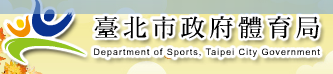 臺北市政府體育局
Department of Sports, Taipei City Government